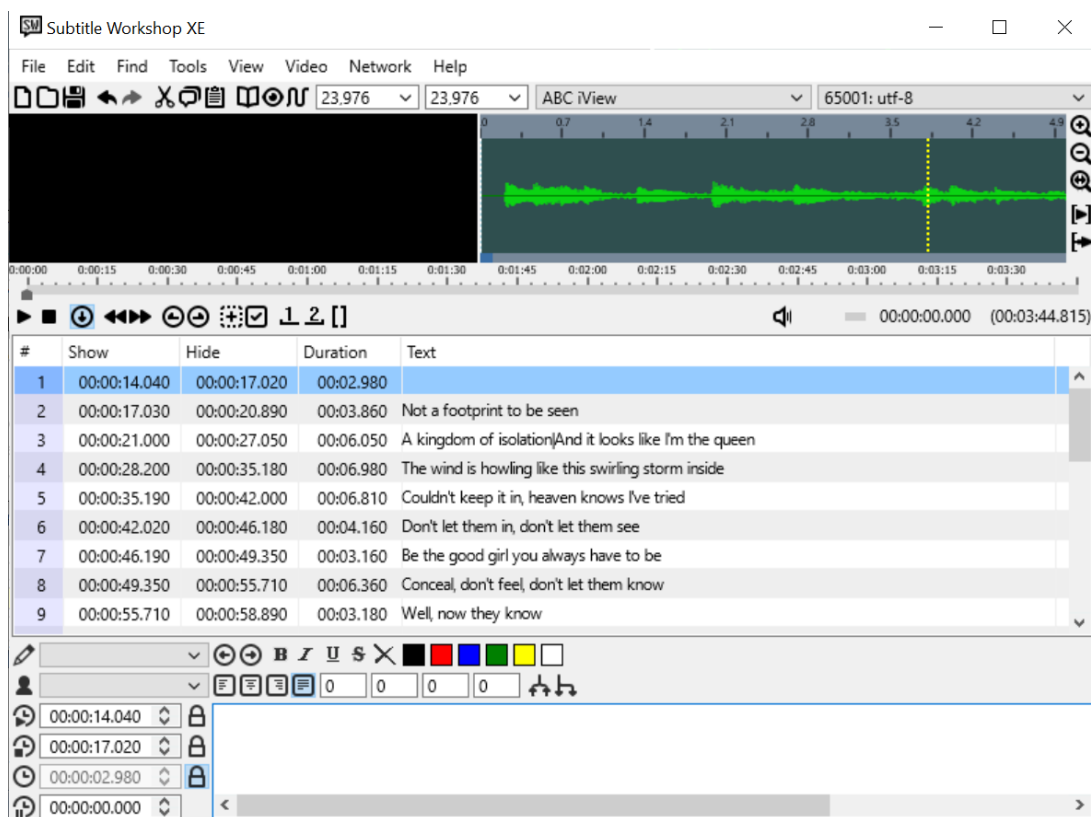 Subtitle Workshop XE
File Edit Find Tools View Video Network Help
23,976 23,976 ABC iView 65001: utf-8
0 0.7 1.4 2.1 2.8 3.5 4.2 4.9
0:00:00 0:00:15 0:00:30 0:00:45 0:01:00 0:01:15 0:01:30 0:01:45 0:02:00 0:02:15 0:02:30 0:02:45 0:03:00 0:03:15 0:03:30
1 2 [] 00:00:00.000 (00:03:44.815)
# Show Hide Duration Text
1 00:00:14.040 00:00:17.020 00:02.980
2 00:00:17.030 00:00:20.890 00:03.860 Not a footprint to be seen
3 00:00:21.000 00:00:27.050 00:06.050 A kingdom of isolation|And it looks like I'm the queen
4 00:00:28.200 00:00:35.180 00:06.980 The wind is howling like this swirling storm inside
5 00:00:35.190 00:00:42.000 00:06.810 Couldn't keep it in, heaven knows I've tried
6 00:00:42.020 00:00:46.180 00:04.160 Don't let them in, don't let them see
7 00:00:46.190 00:00:49.350 00:03.160 Be the good girl you always have to be
8 00:00:49.350 00:00:55.710 00:06.360 Conceal, don't feel, don't let them know
9 00:00:55.710 00:00:58.890 00:03.180 Well, now they know
B I U S
0 0 0 0
00:00:14.040
00:00:17.020
00:00:02.980
00:00:00.000